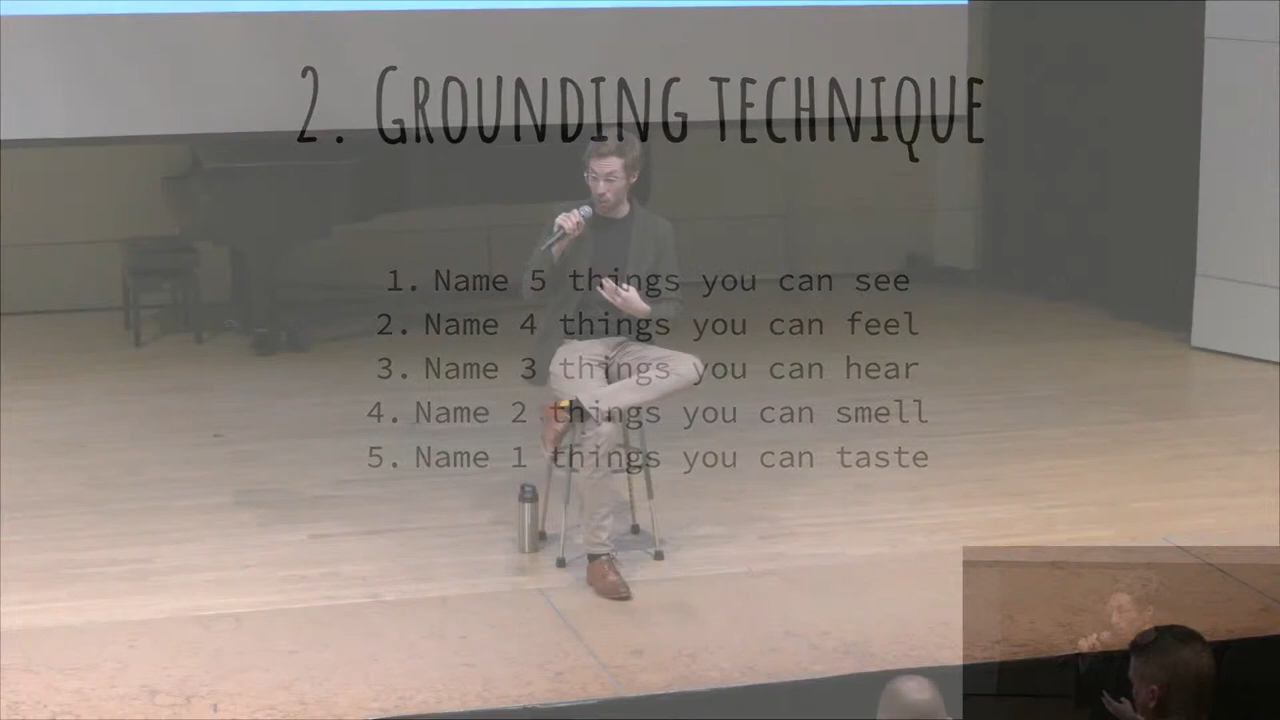 2. GROUNDING TECHNIQUE
1. Name 5 things you can see
2. Name 4 things you can feel
3. Name 3 things you can hear
4. Name 2 things you can smell
5. Name 1 things you can taste